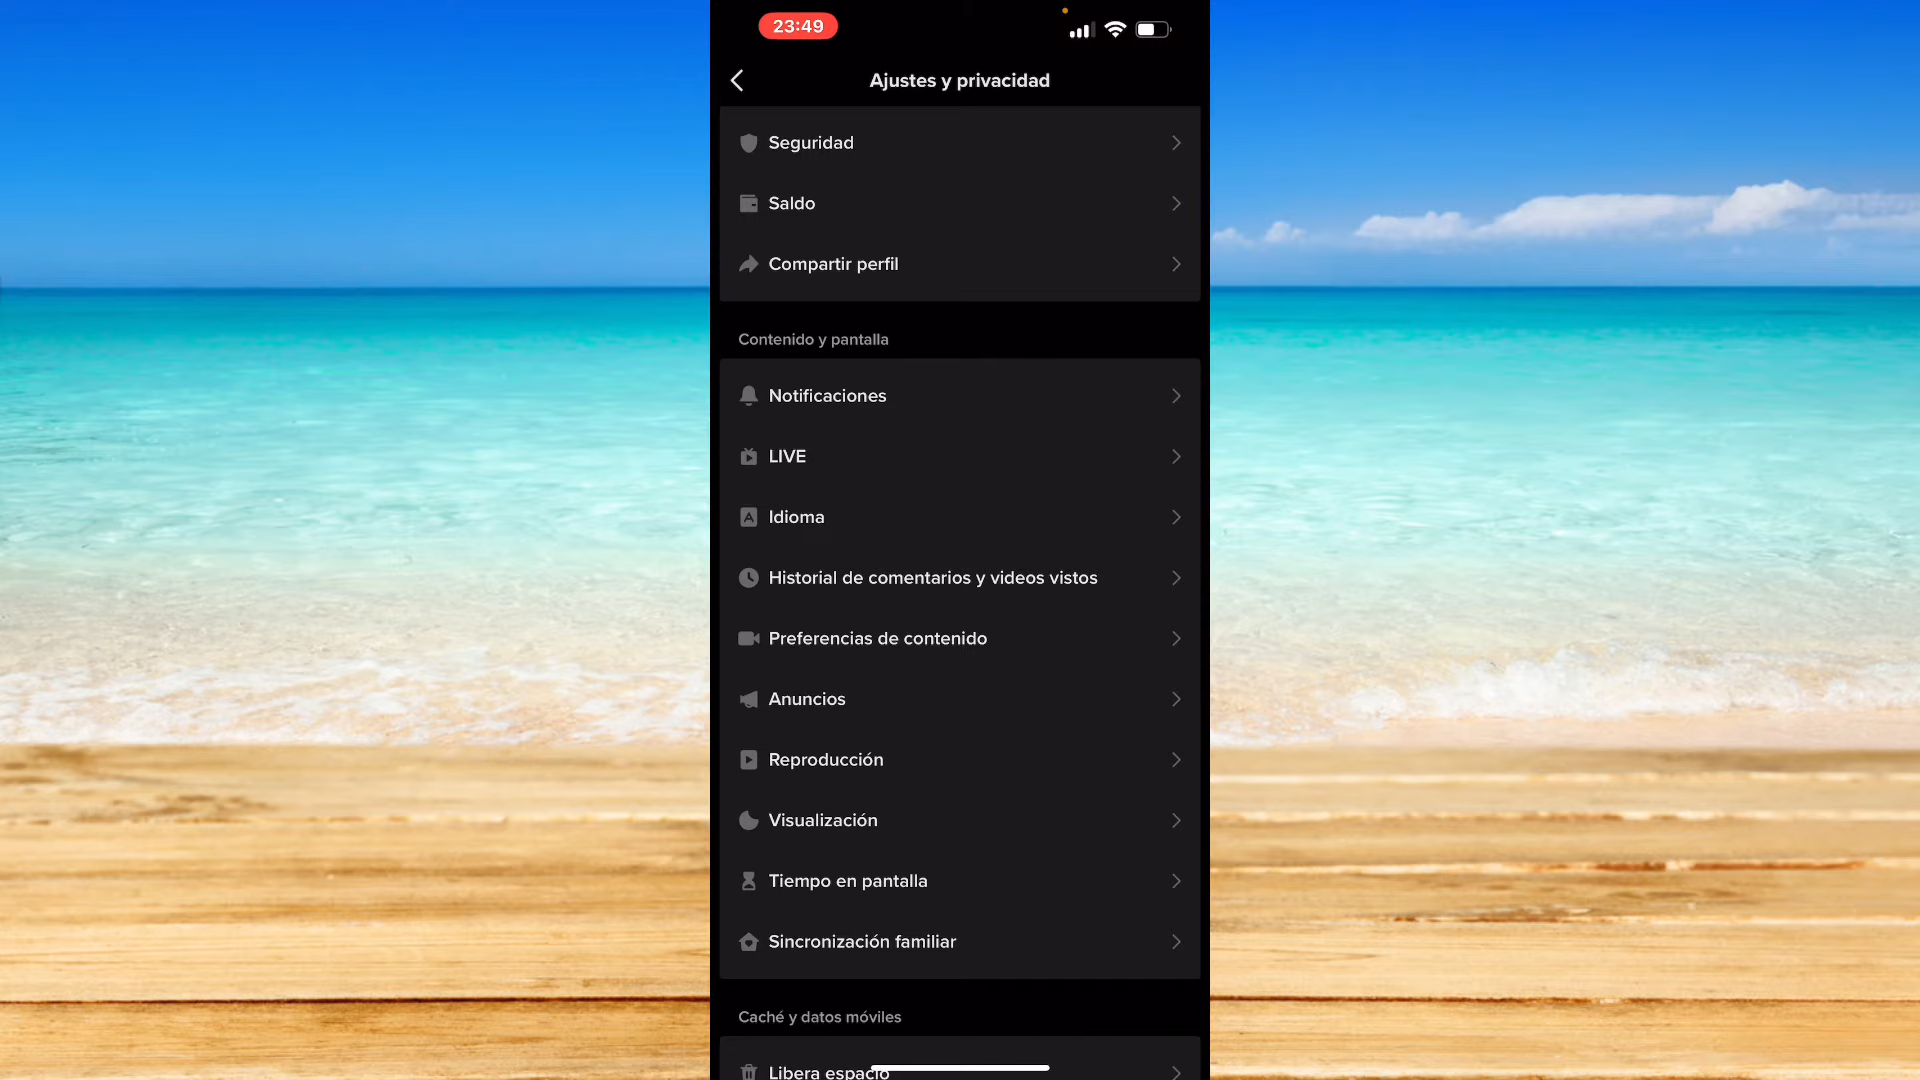 23:49
Ajustes y privacidad
Seguridad
Saldo
Compartir perfil
Contenido y pantalla
Notificaciones
LIVE
Idioma
Historial de comentarios y videos vistos
Preferencias de contenido
Anuncios
Reproducción
Visualización
Tiempo en pantalla
Sincronización familiar
Caché y datos móviles
Libera espacio